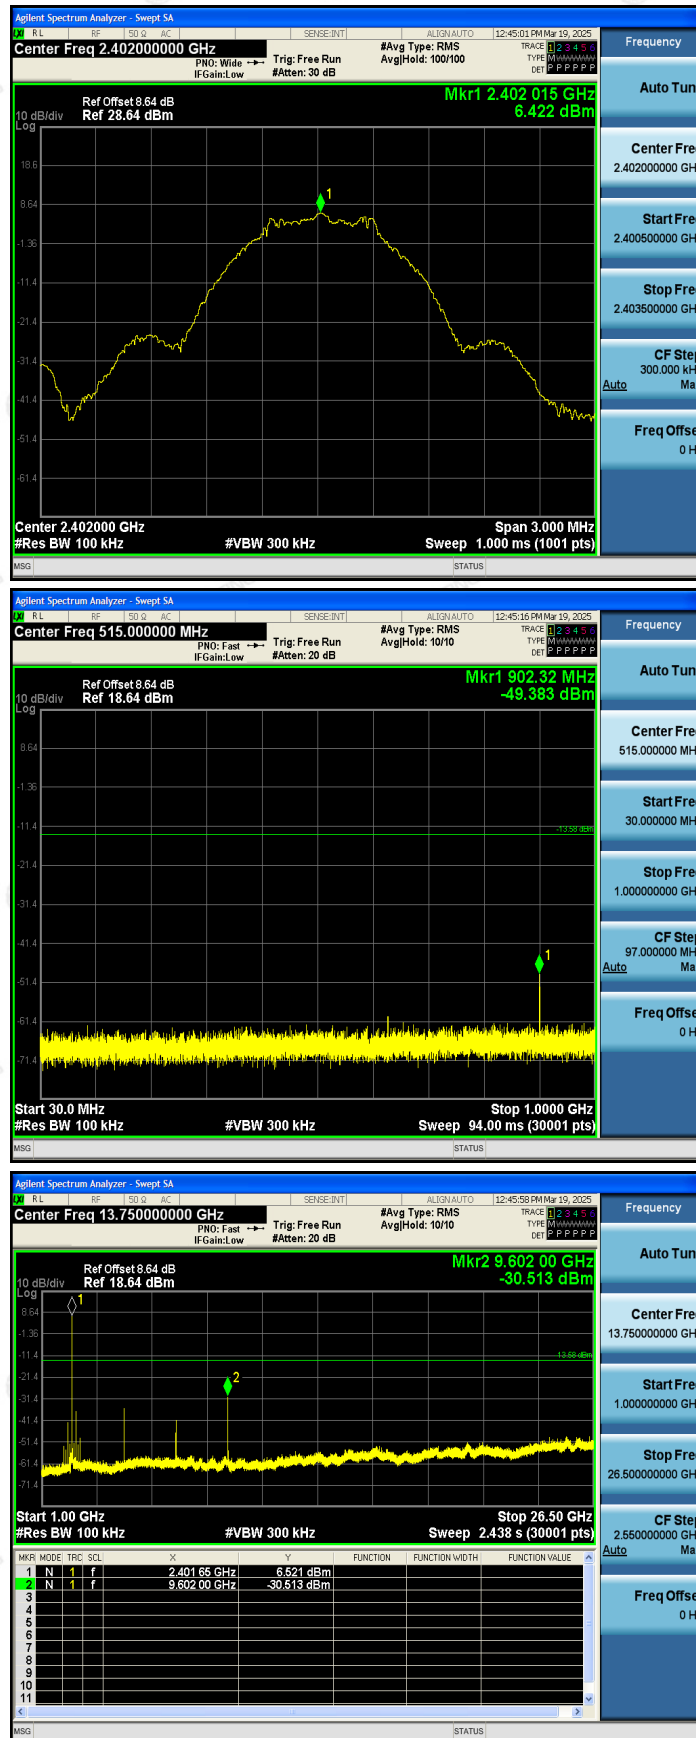 Agilent Spectrum Analyzer - Swept SA
LXI RL RF 50 Ω AC SENSE:INT ALIGNAUTO 12:45:01 PM Mar 19, 2025
Center Freq 2.402000000 GHz
PNO: Wide Trig: Free Run
IFGain:Low #Atten: 30 dB
#Avg Type: RMS
Avg|Hold: 100/100
TRACE 1 2 3 4 5 6
TYPE MWWWWW
DET P P P P P P
Frequency
Mkr1 2.402 015 GHz
6.422 dBm
Ref Offset 8.64 dB
10 dB/div Ref 28.64 dBm
Log
1
18.6
8.64
-1.36
-11.4
-21.4
-31.4
-41.4
-51.4
-61.4
Center 2.402000 GHz Span 3.000 MHz
#Res BW 100 kHz #VBW 300 kHz Sweep 1.000 ms (1001 pts)
MSG STATUS
Auto Tun
Center Fre
2.402000000 GH
Start Fre
2.400500000 GH
Stop Fre
2.403500000 GH
CF Ste
300.000 kH
Auto Ma
Freq Offse
0 H
Agilent Spectrum Analyzer - Swept SA
LXI RL RF 50 Ω AC SENSE:INT ALIGNAUTO 12:45:16 PM Mar 19, 2025
Center Freq 515.000000 MHz
PNO: Fast Trig: Free Run
IFGain:Low #Atten: 20 dB
#Avg Type: RMS
Avg|Hold: 10/10
TRACE 1 2 3 4 5 6
TYPE MWWWWW
DET P P P P P P
Frequency
Mkr1 902.32 MHz
-49.383 dBm
Ref Offset 8.64 dB
10 dB/div Ref 18.64 dBm
Log
8.64
-1.36
-11.4
-13.58 dBm
-21.4
-31.4
-41.4
1
-51.4
-61.4
-71.4
Start 30.0 MHz Stop 1.0000 GHz
#Res BW 100 kHz #VBW 300 kHz Sweep 94.00 ms (30001 pts)
MSG STATUS
Auto Tun
Center Fre
515.000000 MH
Start Fre
30.000000 MH
Stop Fre
1.000000000 GH
CF Ste
97.000000 MH
Auto Ma
Freq Offse
0 H
Agilent Spectrum Analyzer - Swept SA
LXI RL RF 50 Ω AC SENSE:INT ALIGNAUTO 12:45:58 PM Mar 19, 2025
Center Freq 13.750000000 GHz
PNO: Fast Trig: Free Run
IFGain:Low #Atten: 20 dB
#Avg Type: RMS
Avg|Hold: 10/10
TRACE 1 2 3 4 5 6
TYPE MWWWWW
DET P P P P P P
Frequency
Mkr2 9.602 00 GHz
-30.513 dBm
Ref Offset 8.64 dB
10 dB/div Ref 18.64 dBm
Log
1
8.64
-1.36
-11.4
-13.58 dBm
-21.4
2
-31.4
-41.4
-51.4
-61.4
-71.4
Start 1.00 GHz Stop 26.50 GHz
#Res BW 100 kHz #VBW 300 kHz Sweep 2.438 s (30001 pts)
MKR MODE TRC SCL X Y FUNCTION FUNCTION WIDTH FUNCTION VALUE
1 N 1 f 2.401 65 GHz 6.521 dBm
2 N 1 f 9.602 00 GHz -30.513 dBm
3
4
5
6
7
8
9
10
11
MSG STATUS
Auto Tun
Center Fre
13.750000000 GH
Start Fre
1.000000000 GH
Stop Fre
26.500000000 GH
CF Ste
2.550000000 GH
Auto Ma
Freq Offse
0 H